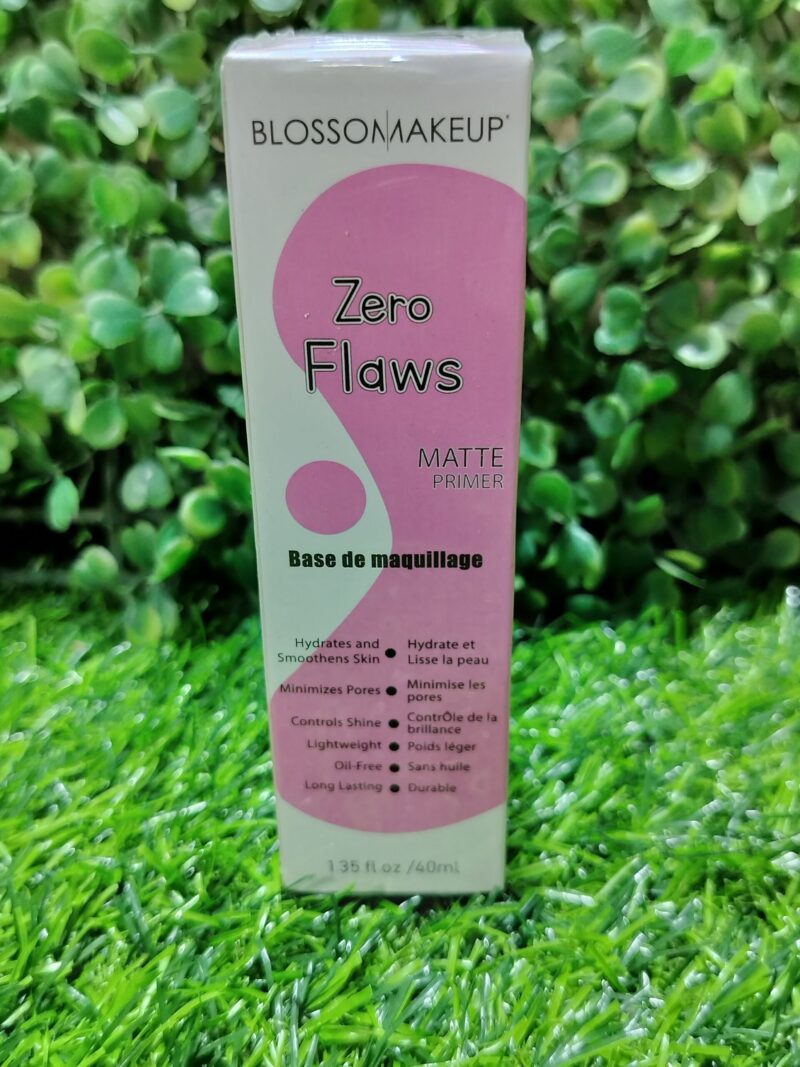 BLOSSOMMAKEUP®
Zero
Flaws
MATTE
PRIMER
Base de maquillage
Hydrates and
Smoothens Skin
Hydrate et
Lisse la peau
Minimizes Pores
Minimise les
pores
Controls Shine
ContrÔle de la
brillance
Lightweight
Poids léger
Oil-Free
Sans huile
Long Lasting
Durable
1.35 fl oz /40ml